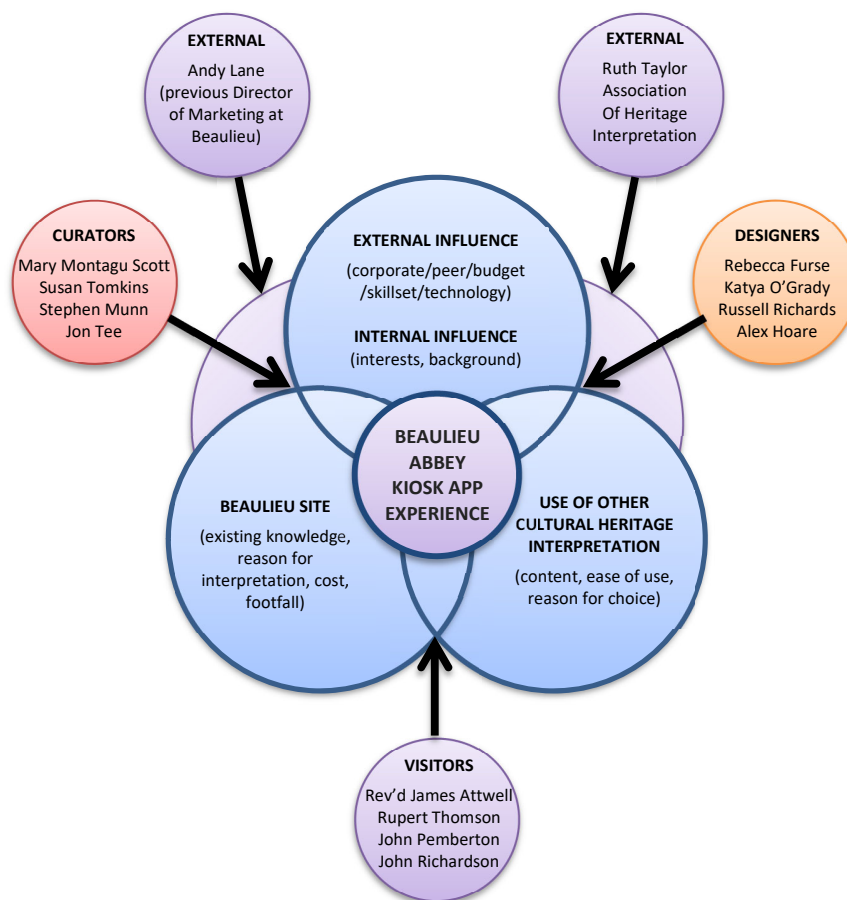 EXTERNAL
Andy Lane
(previous Director
of Marketing at
Beaulieu)
EXTERNAL
Ruth Taylor
Association
Of Heritage
Interpretation
CURATORS
Mary Montagu Scott
Susan Tomkins
Stephen Munn
Jon Tee
EXTERNAL INFLUENCE
(corporate/peer/budget
/skillset/technology)
INTERNAL INFLUENCE
(interests, background)
DESIGNERS
Rebecca Furse
Katya O'Grady
Russell Richards
Alex Hoare
BEAULIEU
ABBEY
KIOSK APP
EXPERIENCE
BEAULIEU SITE
(existing knowledge,
reason for
interpretation, cost,
footfall)
USE OF OTHER
CULTURAL HERITAGE
INTERPRETATION
(content, ease of use,
reason for choice)
VISITORS
Rev'd James Attwell
Rupert Thomson
John Pemberton
John Richardson